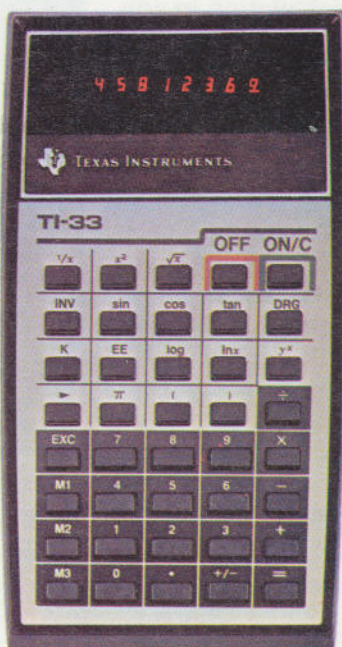 45812369
TEXAS INSTRUMENTS
TI-33
OFF ON/C
1/x x² √x
INV sin cos tan DRG
K EE log lnx yˣ
► π ( ) ÷
EXC 7 8 9 X
M1 4 5 6 −
M2 1 2 3 +
M3 0 • +/− =